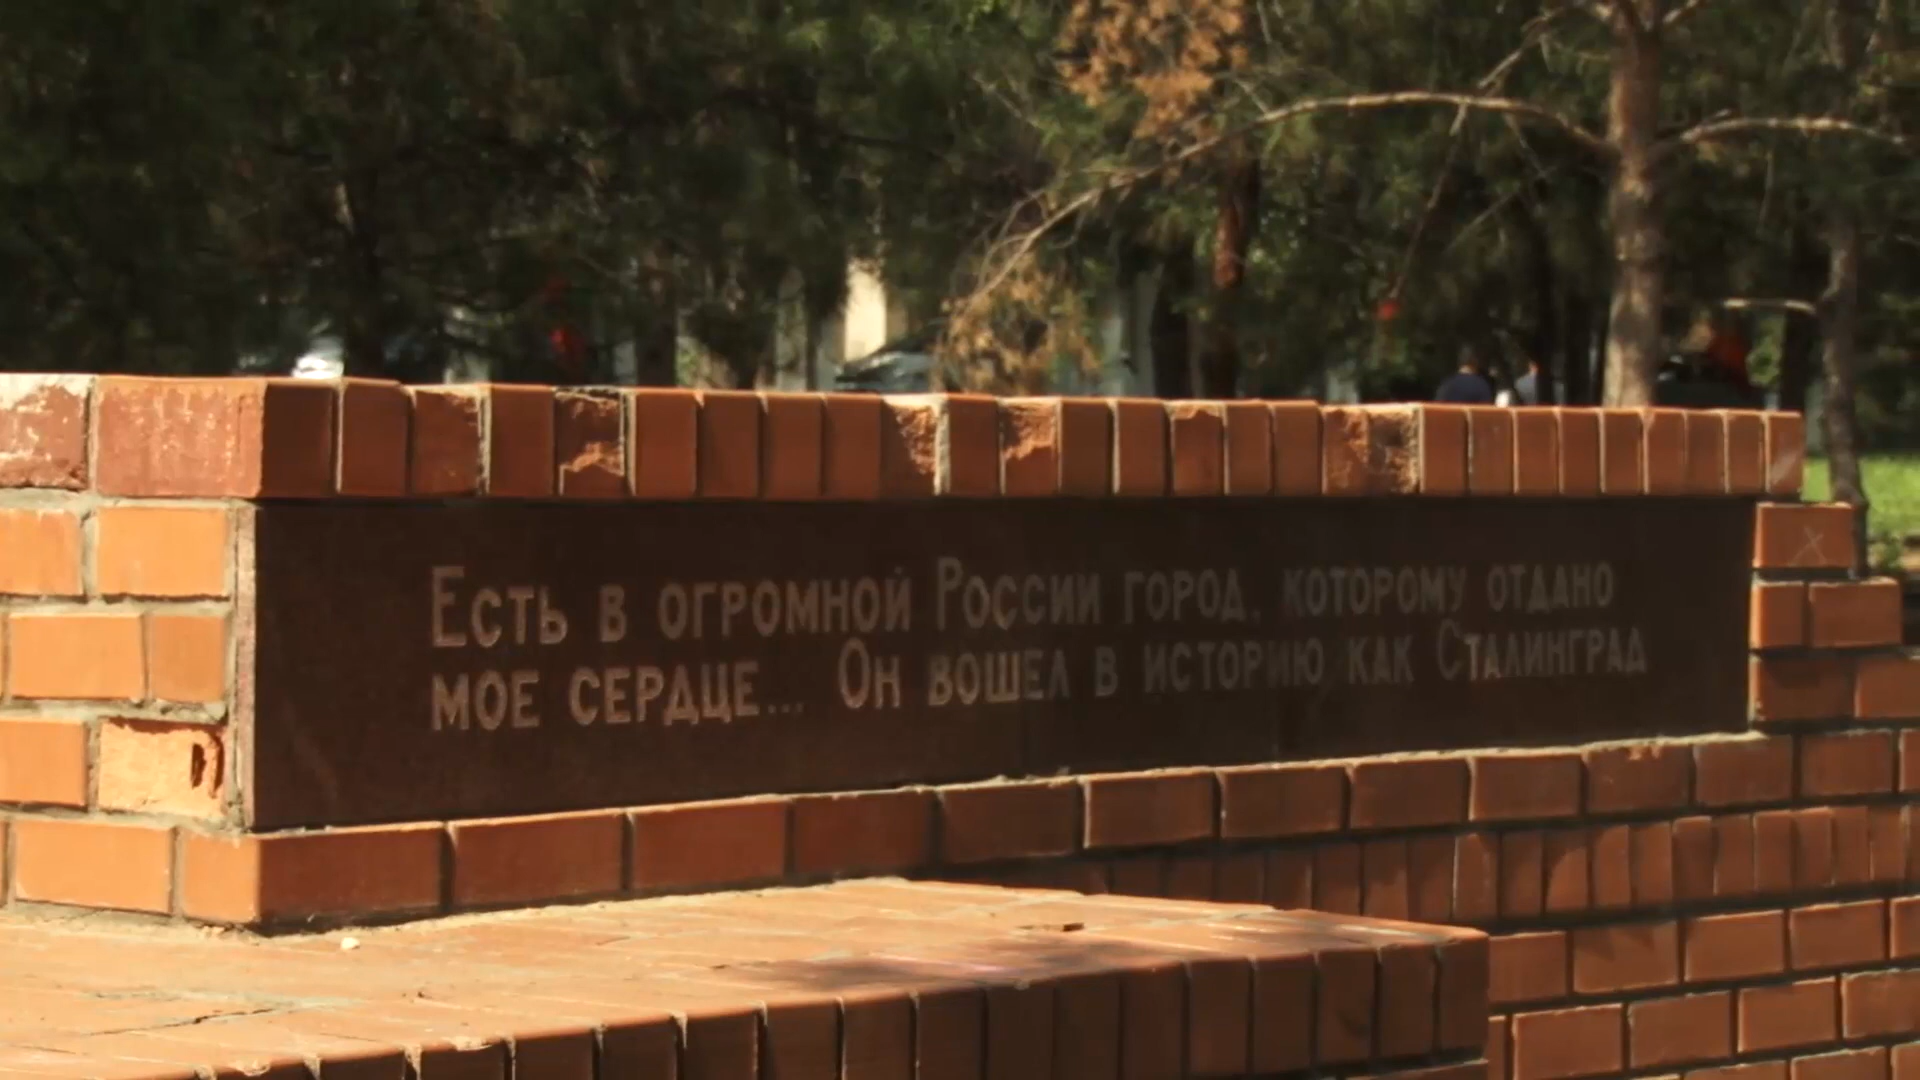 Есть в огромной России город, которому отдано
мое сердце... Он вошел в историю как Сталинград